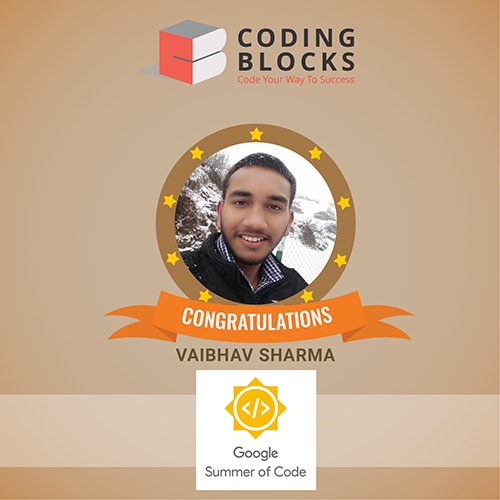 CODING
BLOCKS
Code Your Way To Success
CONGRATULATIONS
VAIBHAV SHARMA
</>
Google
Summer of Code